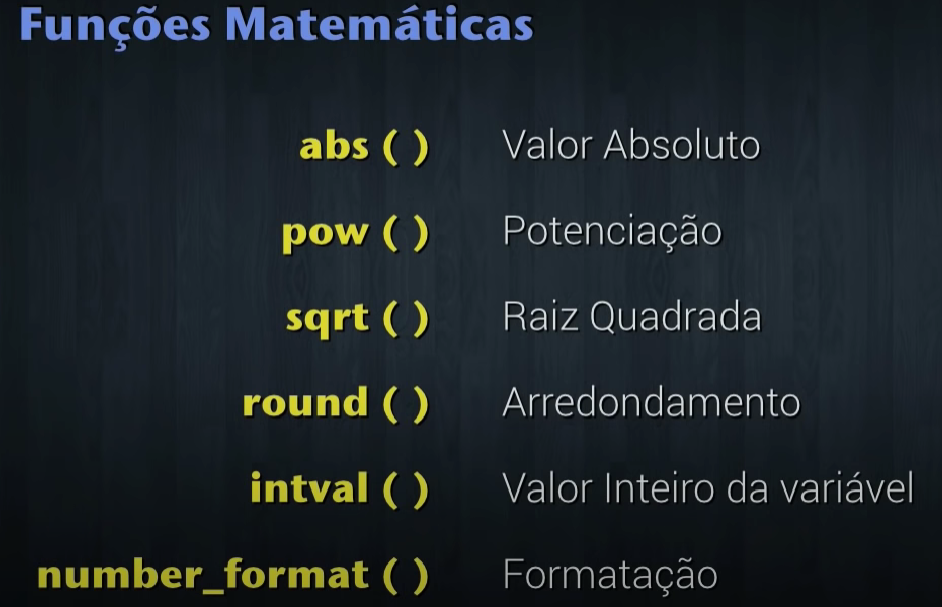 Funções Matemáticas
abs ( ) Valor Absoluto
pow ( ) Potenciação
sqrt ( ) Raiz Quadrada
round ( ) Arredondamento
intval ( ) Valor Inteiro da variável
number_format ( ) Formatação